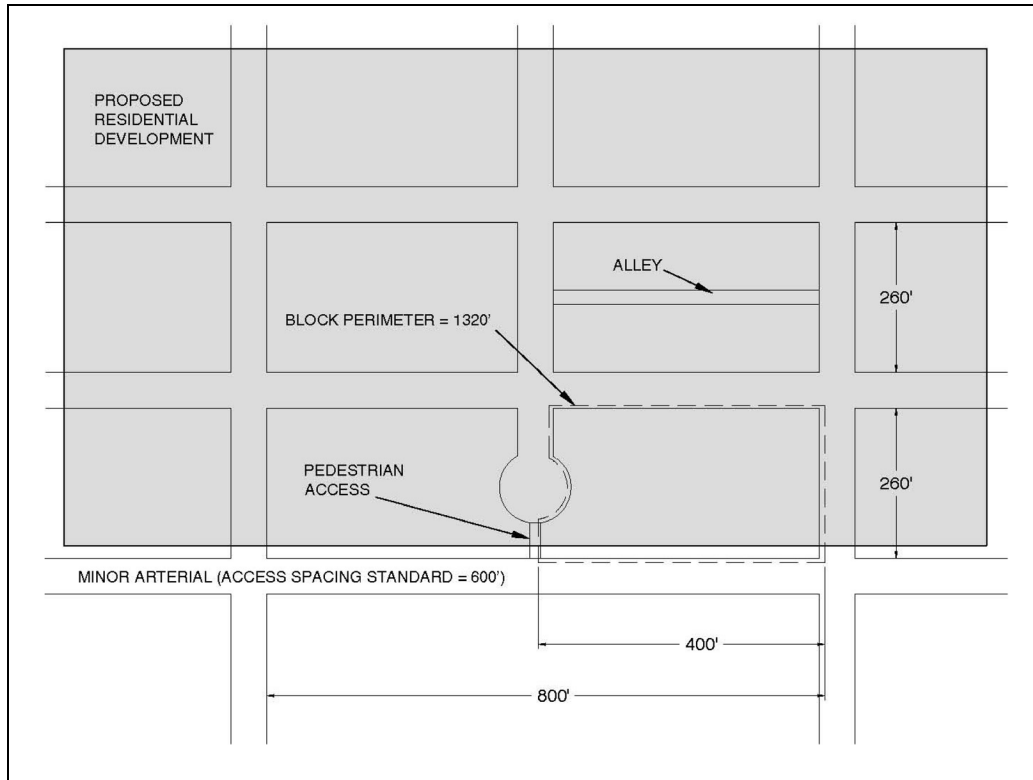 PROPOSED
RESIDENTIAL
DEVELOPMENT
ALLEY
260'
BLOCK PERIMETER = 1320'
PEDESTRIAN
ACCESS
260'
MINOR ARTERIAL (ACCESS SPACING STANDARD = 600')
400'
800'